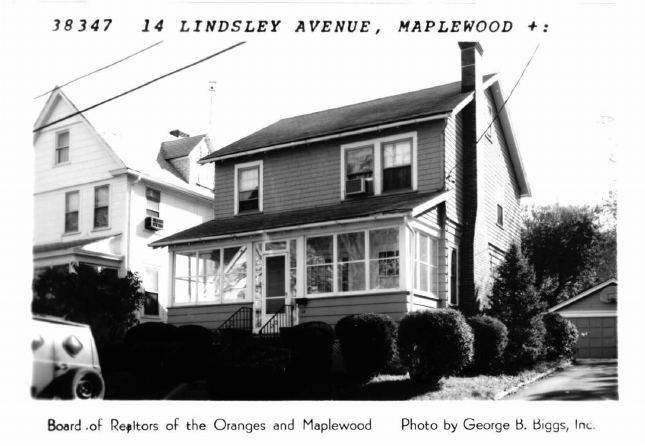 38347 14 LINDSLEY AVENUE, MAPLEWOOD +:
Board of Realtors of the Oranges and Maplewood Photo by George B. Biggs, Inc.